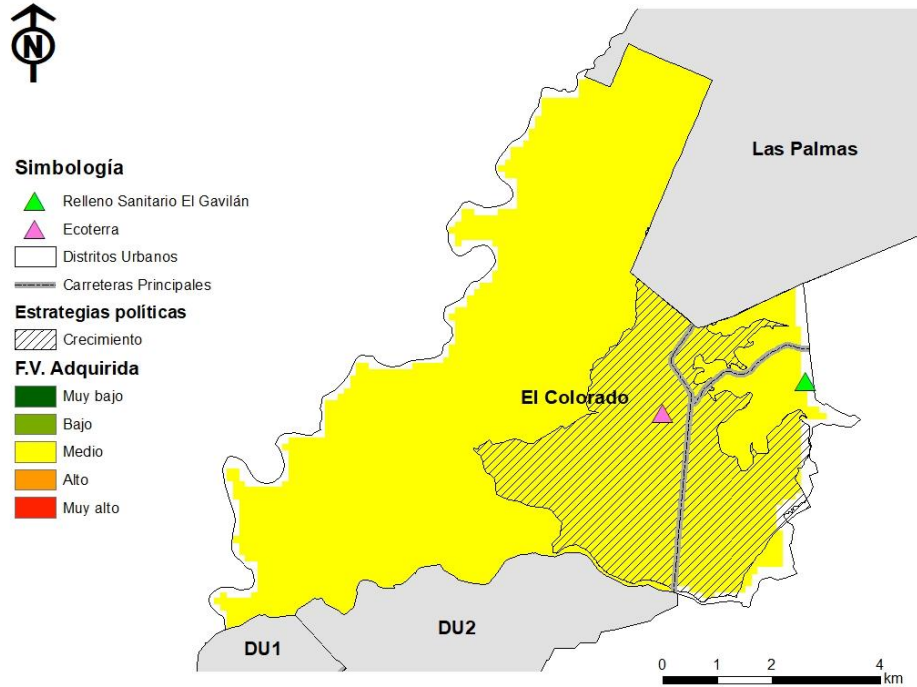 N
Simbología
Relleno Sanitario El Gavilán
Ecoterra
Distritos Urbanos
Carreteras Principales
Estrategias políticas
Crecimiento
F.V. Adquirida
Muy bajo
Bajo
Medio
Alto
Muy alto
Las Palmas
El Colorado
DU2
DU1
0 1 2 4
km